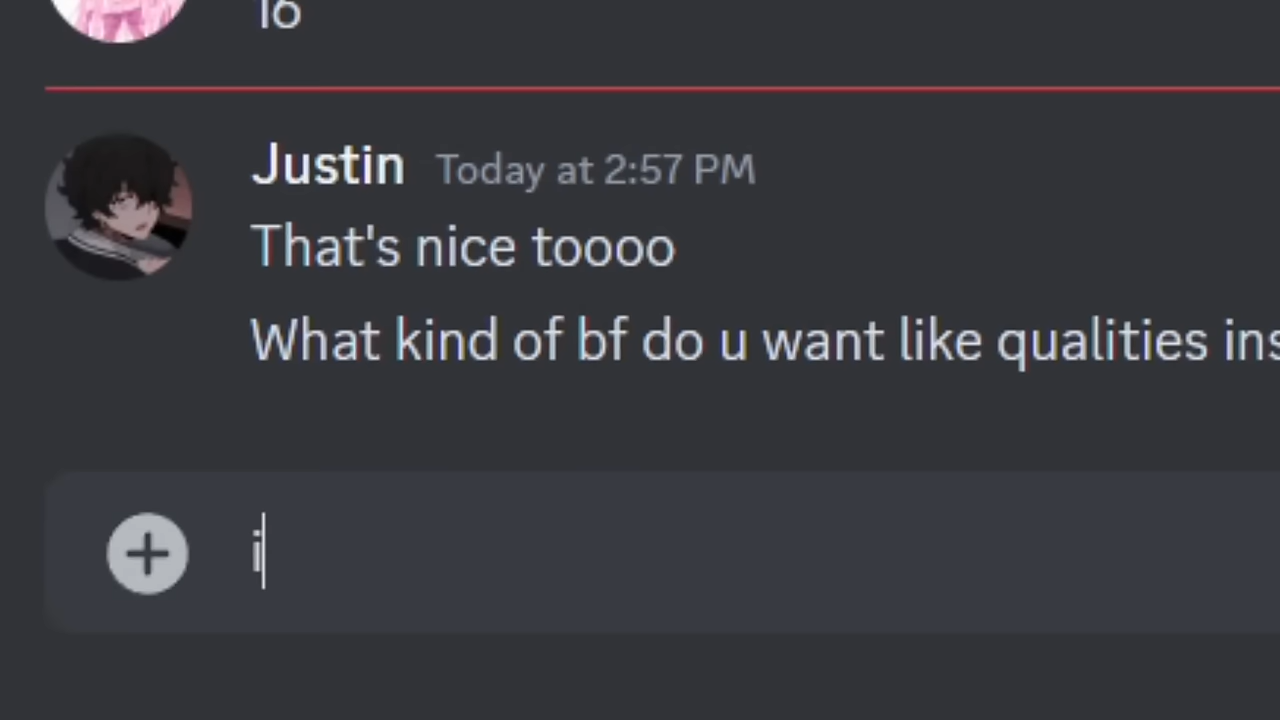 16
Justin Today at 2:57 PM
That's nice toooo
What kind of bf do u want like qualities
i